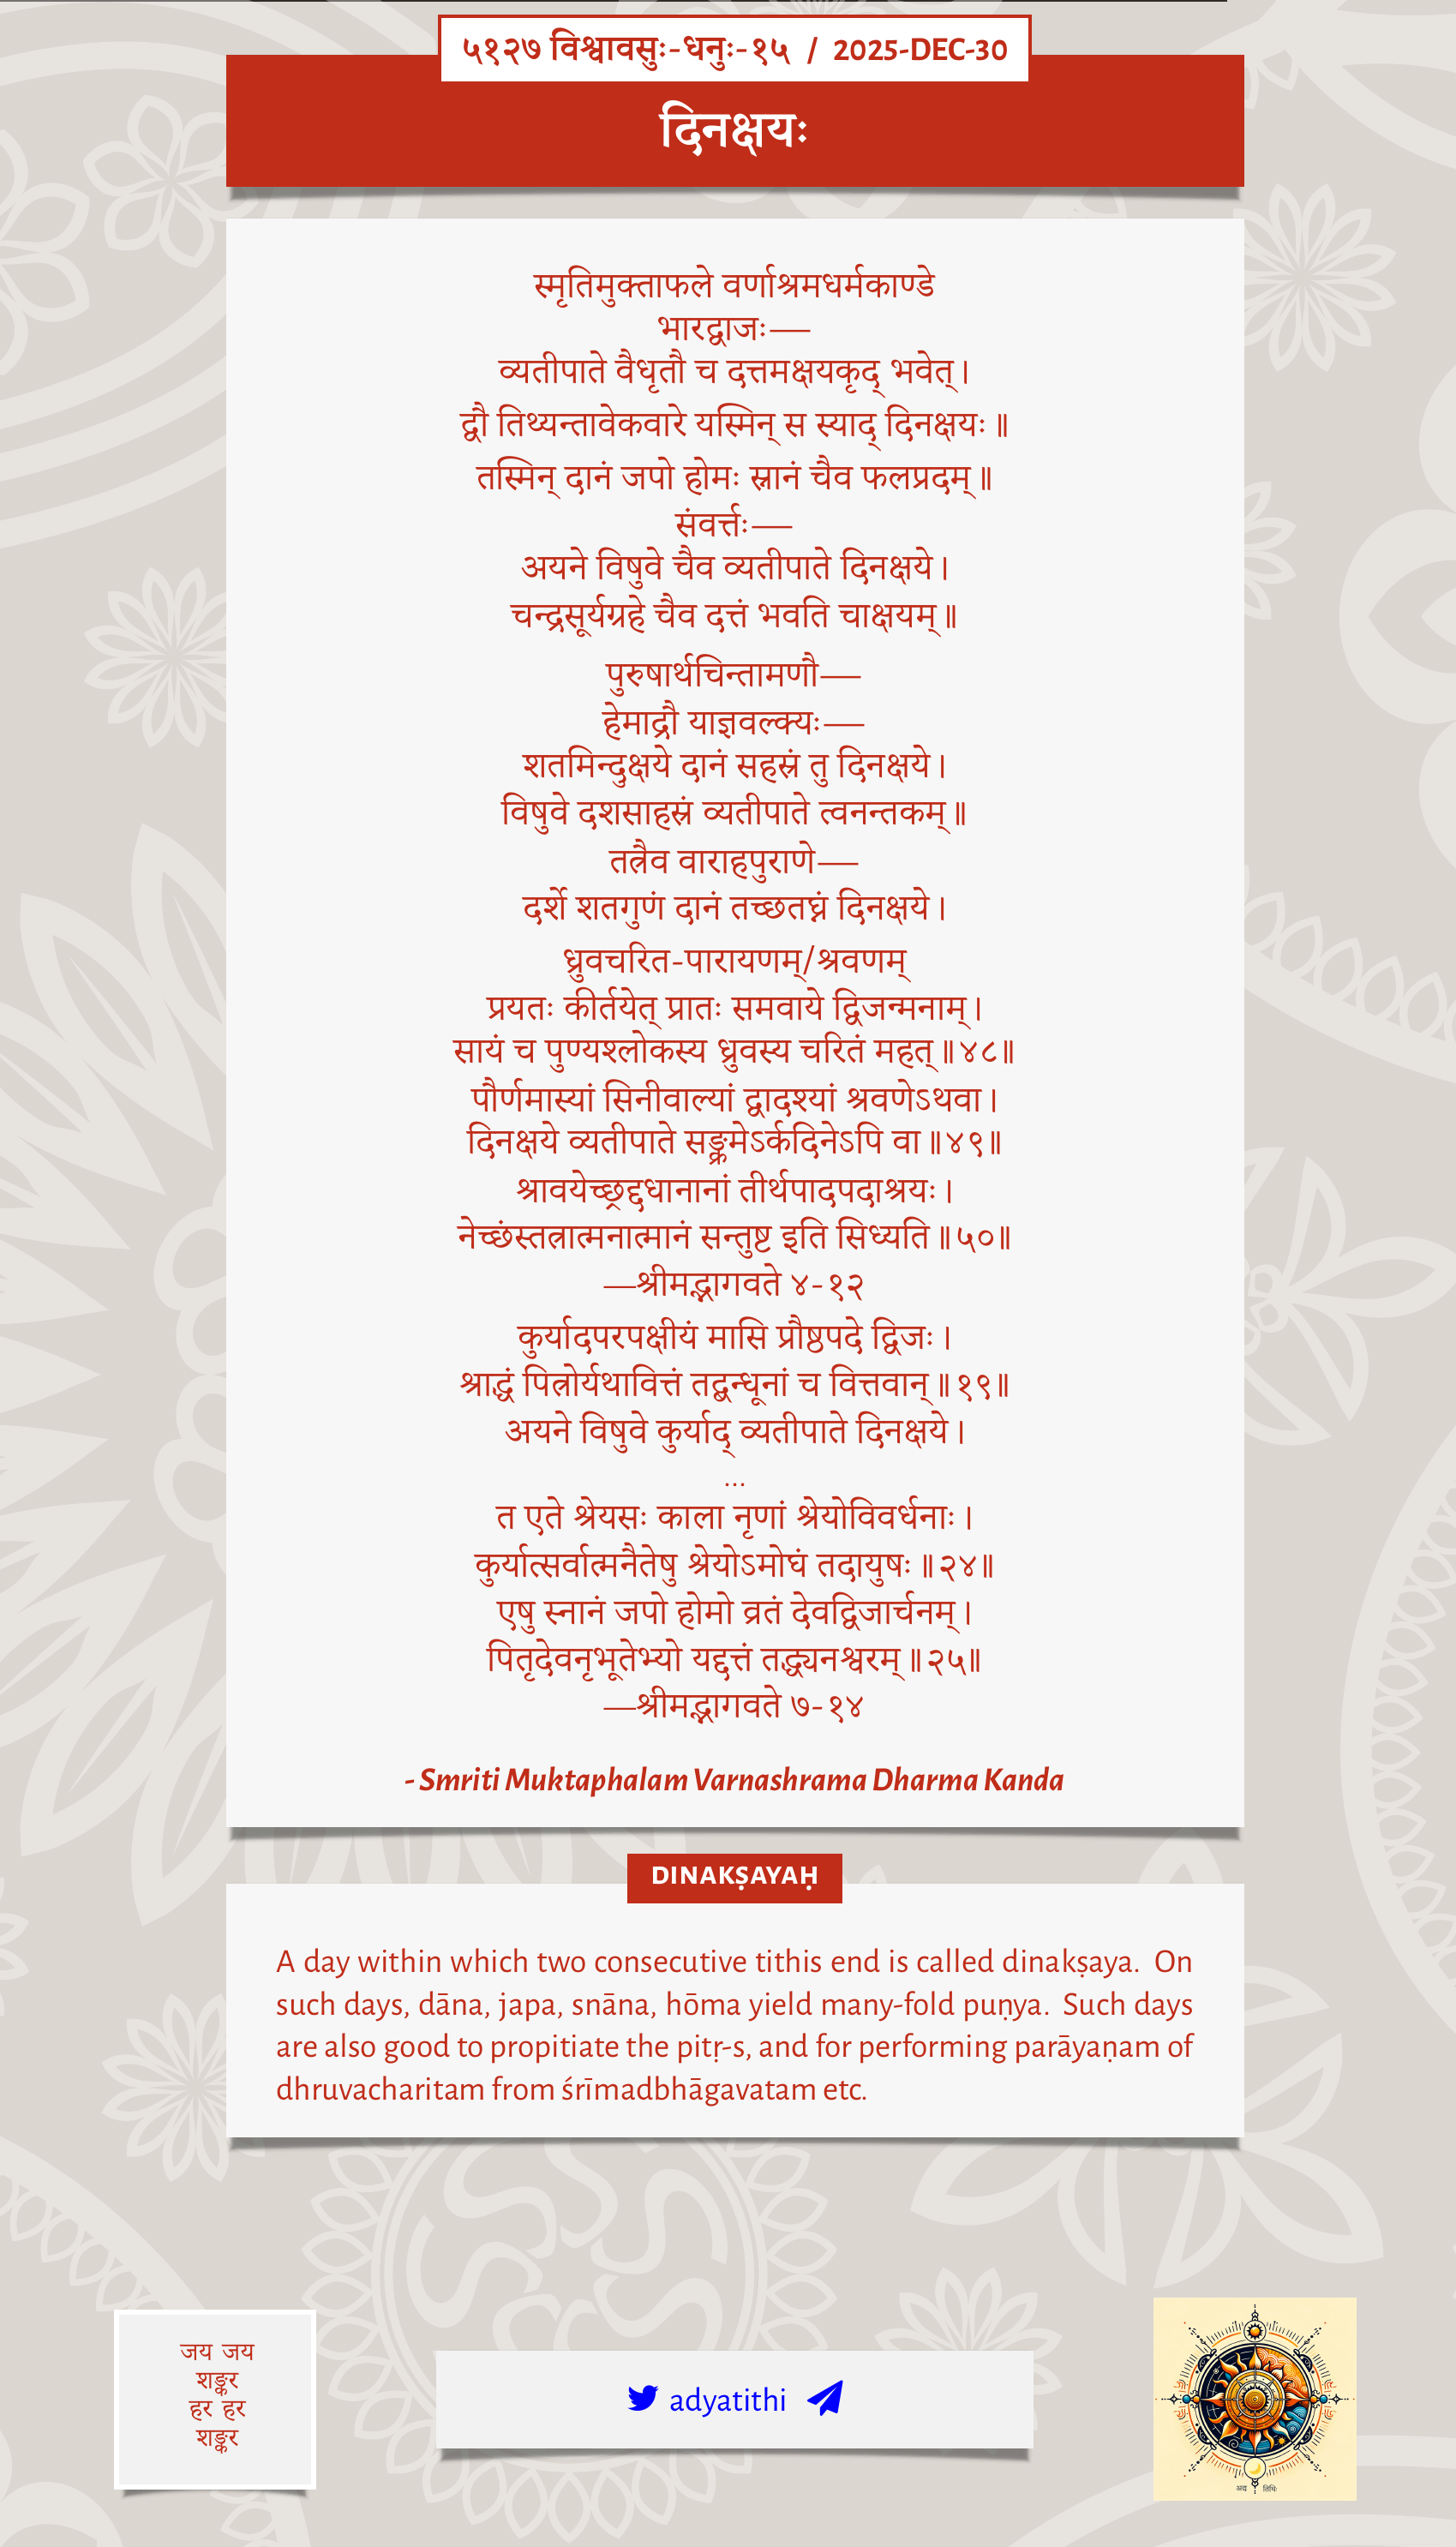 ५१२७ विश्वावसुः-धनुः-१५ / 2025-DEC-30
दिनक्षयः
स्मृतिमुक्ताफले वर्णाश्रमधर्मकाण्डे
भारद्वाजः—
व्यतीपाते वैधृतौ च दत्तमक्षयकृद् भवेत्।
द्वौ तिथ्यन्तावेकवारे यस्मिन् स स्याद् दिनक्षयः॥
तस्मिन् दानं जपो होमः स्नानं चैव फलप्रदम्॥
संवर्त्तः—
अयने विषुवे चैव व्यतीपाते दिनक्षये।
चन्द्रसूर्यग्रहे चैव दत्तं भवति चाक्षयम्॥
पुरुषार्थचिन्तामणौ—
हेमाद्रौ याज्ञवल्क्यः—
शतमिन्दुक्षये दानं सहस्रं तु दिनक्षये।
विषुवे दशसाहस्रं व्यतीपाते त्वनन्तकम्॥
तत्रैव वाराहपुराणे—
दर्शे शतगुणं दानं तच्छतघ्नं दिनक्षये।
ध्रुवचरित-पारायणम्/श्रवणम्
प्रयतः कीर्तयेत् प्रातः समवाये द्विजन्मनाम्।
सायं च पुण्यश्लोकस्य ध्रुवस्य चरितं महत्॥४८॥
पौर्णमास्यां सिनीवाल्यां द्वादश्यां श्रवणेऽथवा।
दिनक्षये व्यतीपाते सङ्क्रमेऽर्कदिनेऽपि वा॥४९॥
श्रावयेच्छ्रद्दधानानां तीर्थपादपदाश्रयः।
नेच्छंस्तत्रात्मनात्मानं सन्तुष्ट इति सिध्यति॥५०॥
—श्रीमद्भागवते ४-१२
कुर्यादपरपक्षीयं मासि प्रौष्ठपदे द्विजः।
श्राद्धं पित्रोर्यथावित्तं तद्बन्धूनां च वित्तवान्॥१९॥
अयने विषुवे कुर्याद् व्यतीपाते दिनक्षये।
…
त एते श्रेयसः काला नृणां श्रेयोविवर्धनाः।
कुर्यात्सर्वात्मनैतेषु श्रेयोऽमोघं तदायुषः॥२४॥
एषु स्नानं जपो होमो व्रतं देवद्विजार्चनम्।
पितृदेवनृभूतेभ्यो यद्दत्तं तद्ध्यनश्वरम्॥२५॥
—श्रीमद्भागवते ७-१४
- Smriti Muktaphalam Varnashrama Dharma Kanda
DINAKṢAYAḤ
A day within which two consecutive tithis end is called dinakṣaya. On
such days, dāna, japa, snāna, hōma yield many-fold puṇya. Such days
are also good to propitiate the pitṛ-s, and for performing parāyaṇam of
dhruvacharitam from śrīmadbhāgavatam etc.
जय जय
शङ्कर
हर हर
शङ्कर
adyatithi
अद्य तिथिः